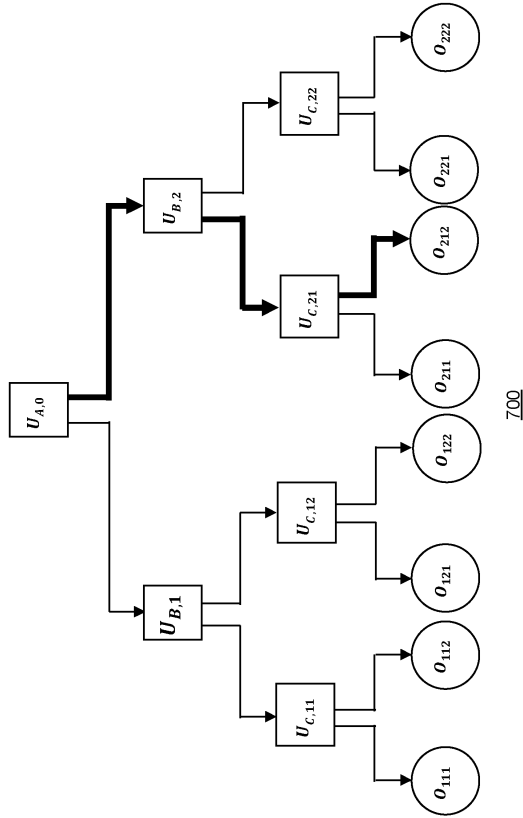 U_{A,0}
U_{B,1}
U_{B,2}
U_{C,11}
U_{C,12}
U_{C,21}
U_{C,22}
O_{111}
O_{112}
O_{121}
O_{122}
O_{211}
O_{212}
O_{221}
O_{222}
700